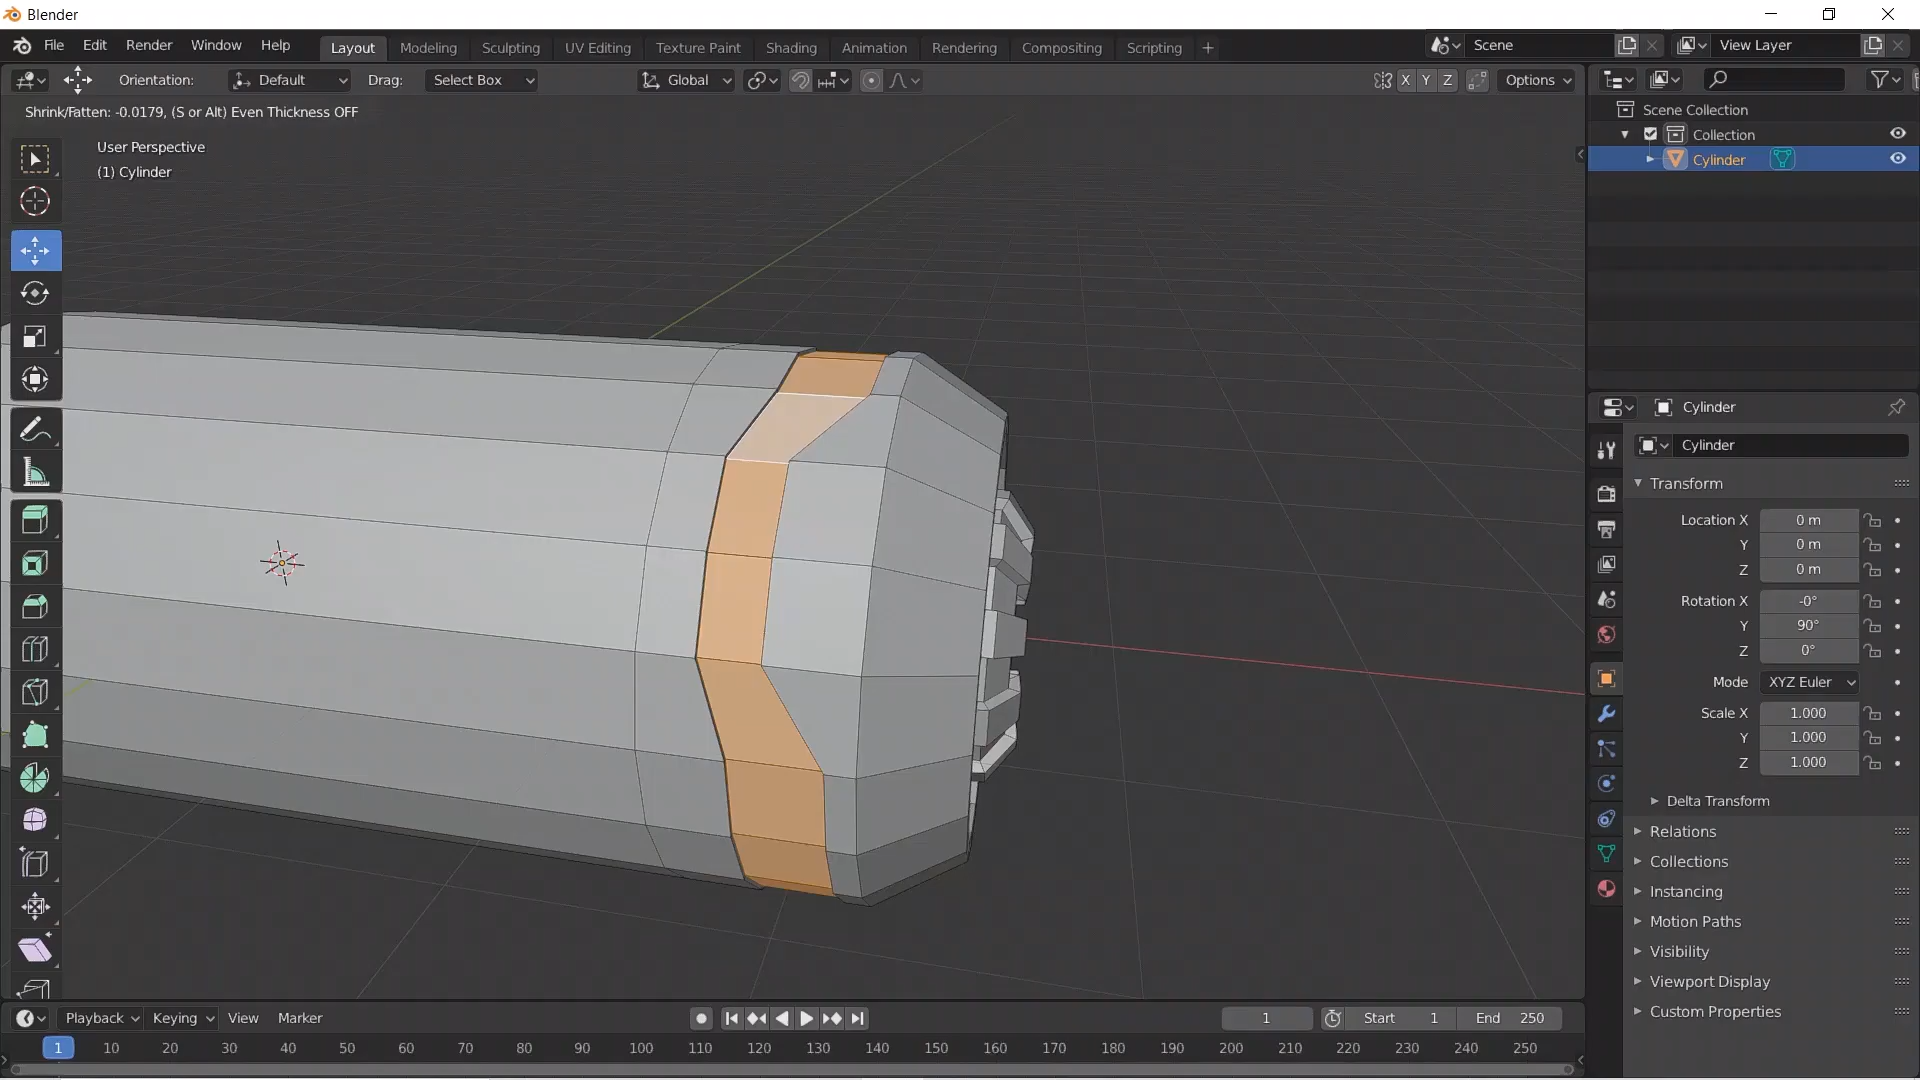 Blender
File Edit Render Window Help Layout Modeling Sculpting UV Editing Texture Paint Shading Animation Rendering Compositing Scripting + Scene View Layer
Orientation: Default Drag: Select Box Global X Y Z Options
Shrink/Fatten: -0.0179, (S or Alt) Even Thickness OFF
User Perspective
(1) Cylinder
Scene Collection
Collection
Cylinder
Cylinder
Cylinder
Transform
Location X 0 m
Y 0 m
Z 0 m
Rotation X -0°
Y 90°
Z 0°
Mode XYZ Euler
Scale X 1.000
Y 1.000
Z 1.000
Delta Transform
Relations
Collections
Instancing
Motion Paths
Visibility
Viewport Display
Custom Properties
Playback Keying View Marker 1 Start 1 End 250
1 10 20 30 40 50 60 70 80 90 100 110 120 130 140 150 160 170 180 190 200 210 220 230 240 250